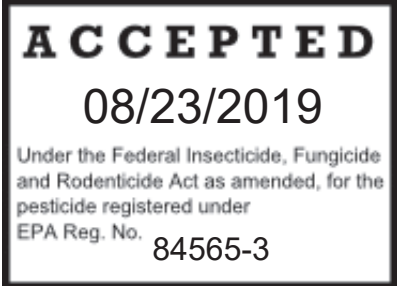 ACCEPTED
08/23/2019
Under the Federal Insecticide, Fungicide
and Rodenticide Act as amended, for the
pesticide registered under
EPA Reg. No. 84565-3